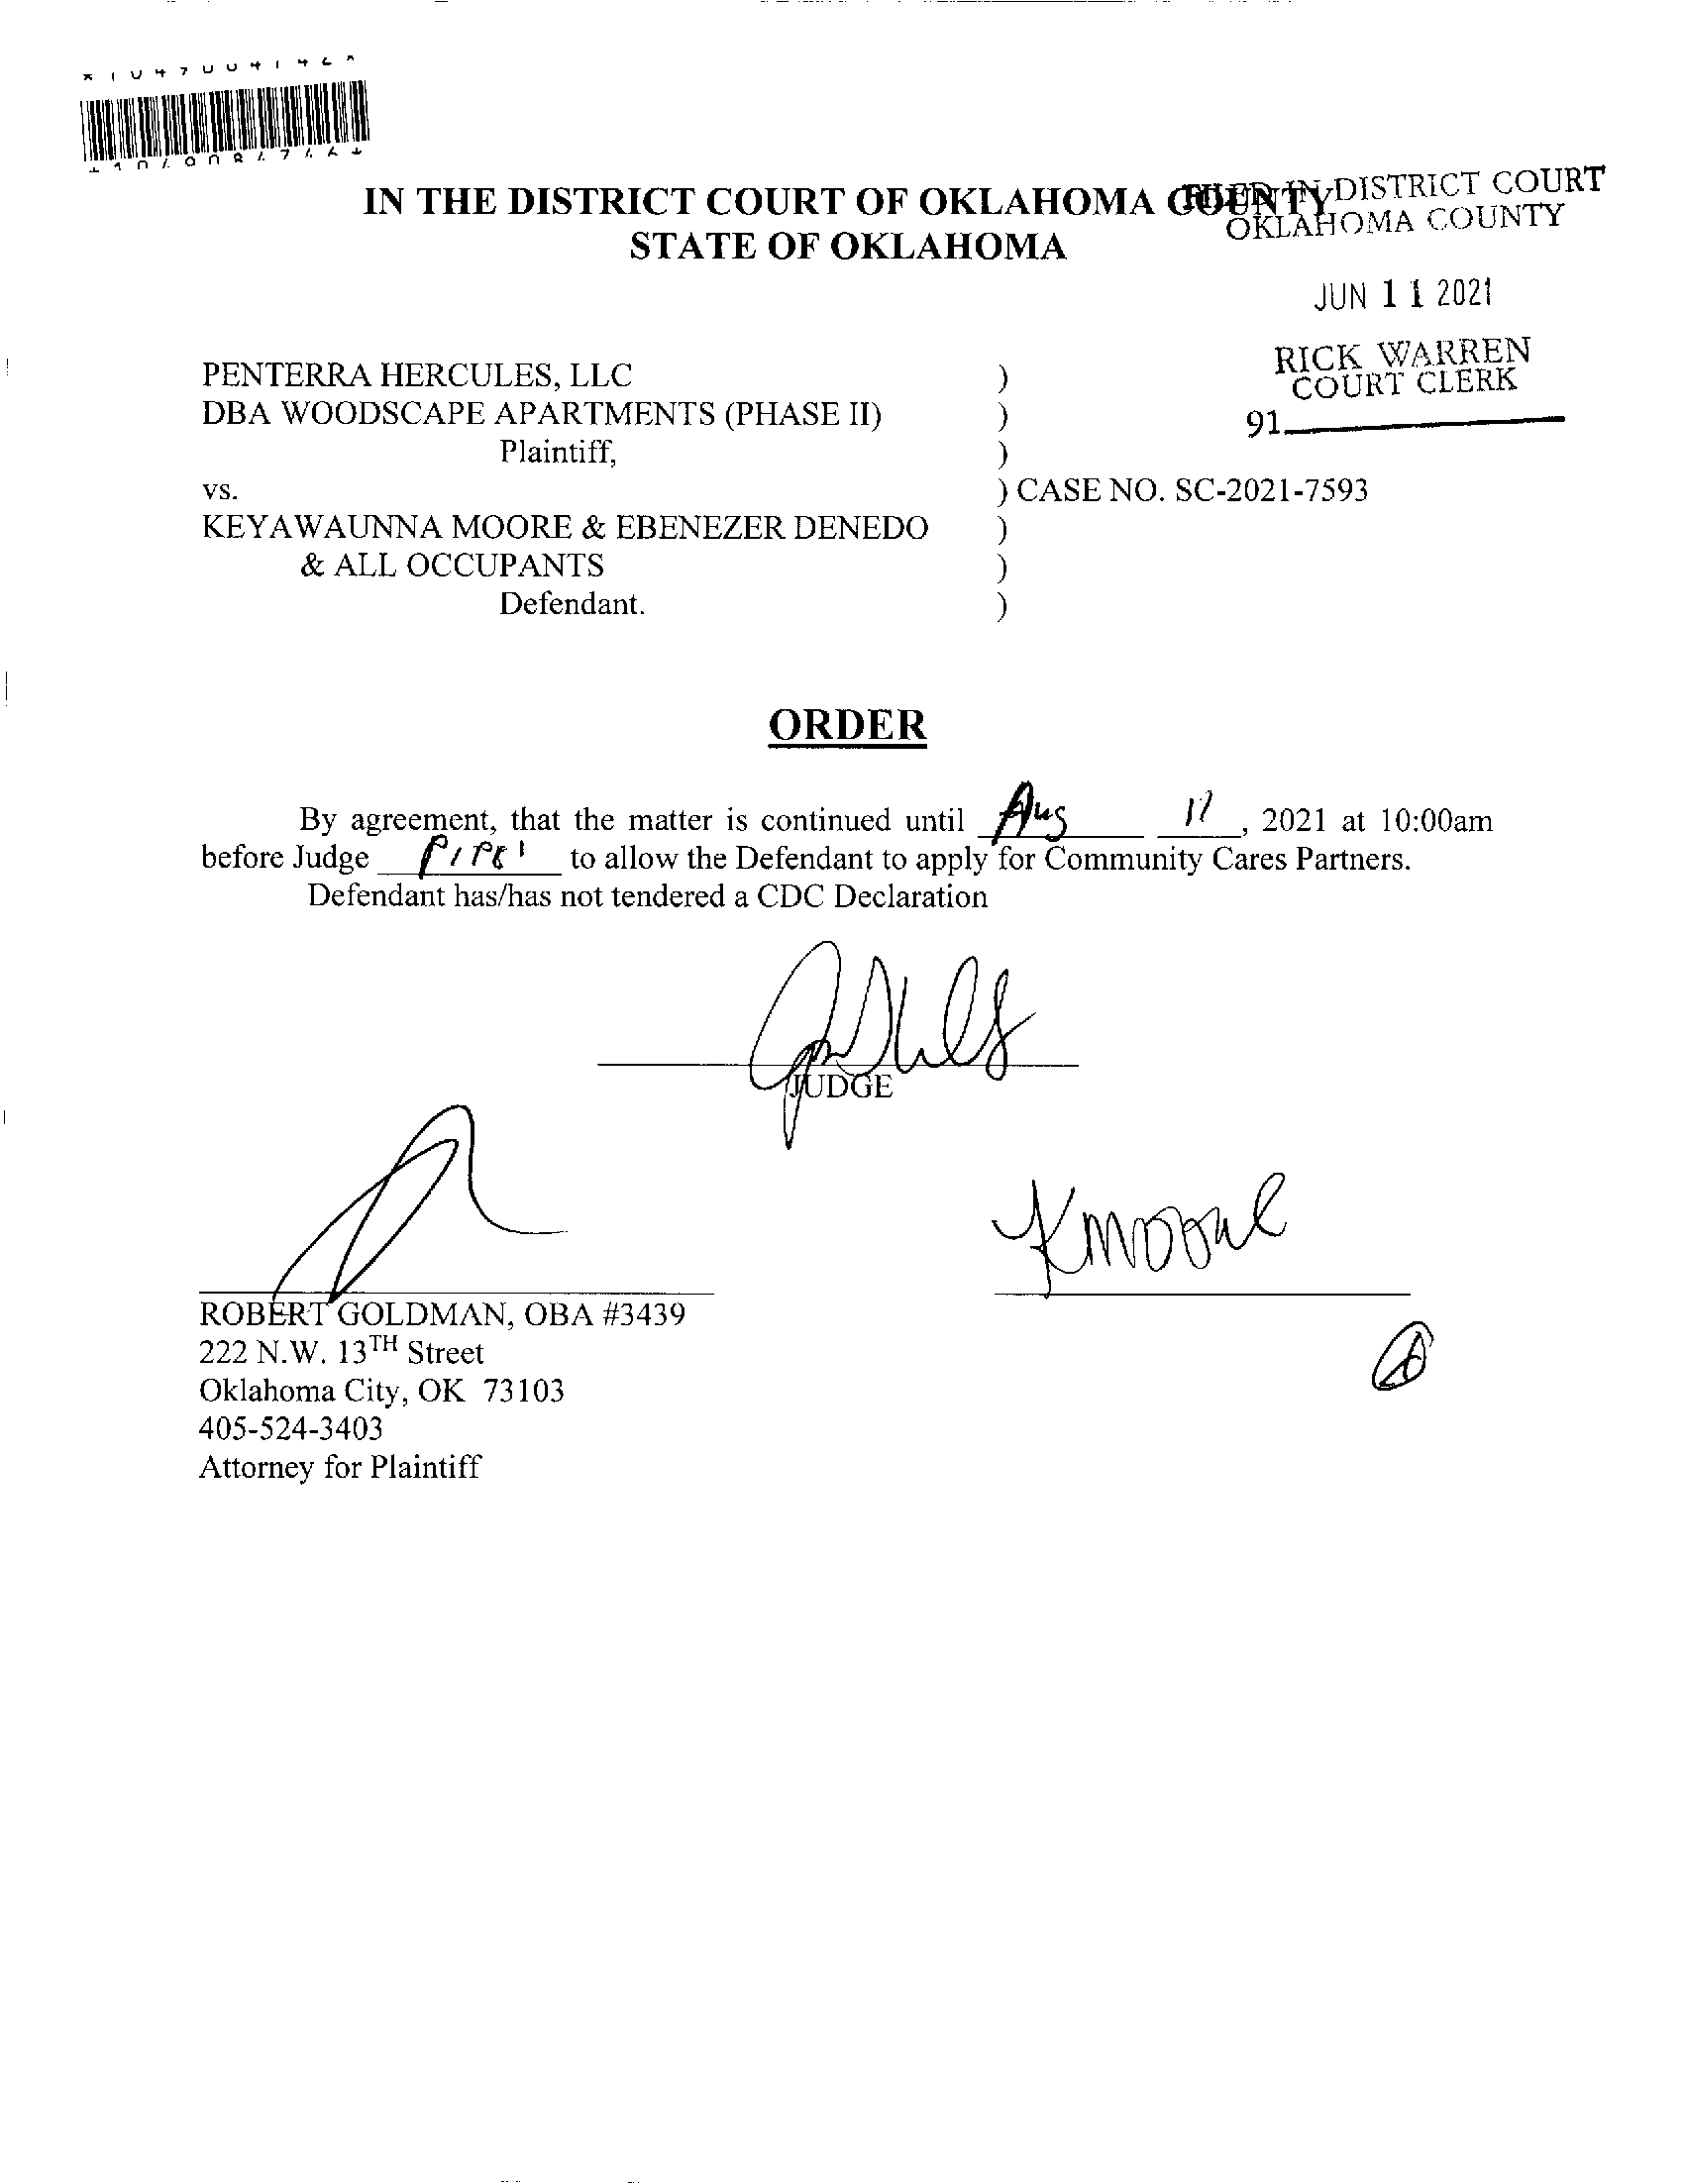 IN THE DISTRICT COURT OF OKLAHOMA COUNTY
STATE OF OKLAHOMA
FILED IN DISTRICT COURT
OKLAHOMA COUNTY
JUN 11 2021
RICK WARREN
COURT CLERK
91
PENTERRA HERCULES, LLC )
DBA WOODSCAPE APARTMENTS (PHASE II) )
Plaintiff, )
vs. ) CASE NO. SC-2021-7593
KEYAWAUNNA MOORE & EBENEZER DENEDO )
& ALL OCCUPANTS )
Defendant. )
ORDER
By agreement, that the matter is continued until Aug , 2021 at 10:00am
before Judge to allow the Defendant to apply for Community Cares Partners.
Defendant has/has not tendered a CDC Declaration
JUDGE
K Moore
ROBERT GOLDMAN, OBA #3439
222 N.W. 13TH Street
Oklahoma City, OK 73103
405-524-3403
Attorney for Plaintiff